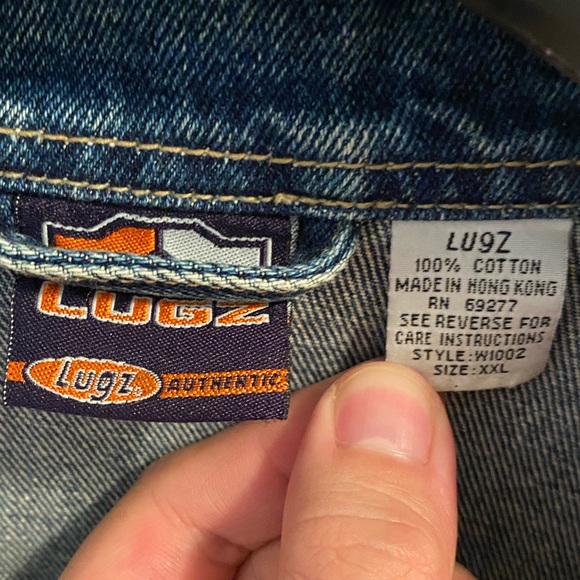 LUGZ
Lugz AUTHENTIC
LUGZ
100% COTTON
MADE IN HONG KONG
RN 69277
SEE REVERSE FOR
CARE INSTRUCTIONS
STYLE:W1002
SIZE:XXL